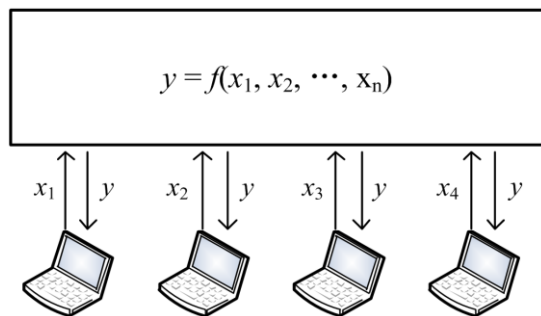 y = f(x₁, x₂, ⋯, xₙ)
x₁ y x₂ y x₃ y x₄ y